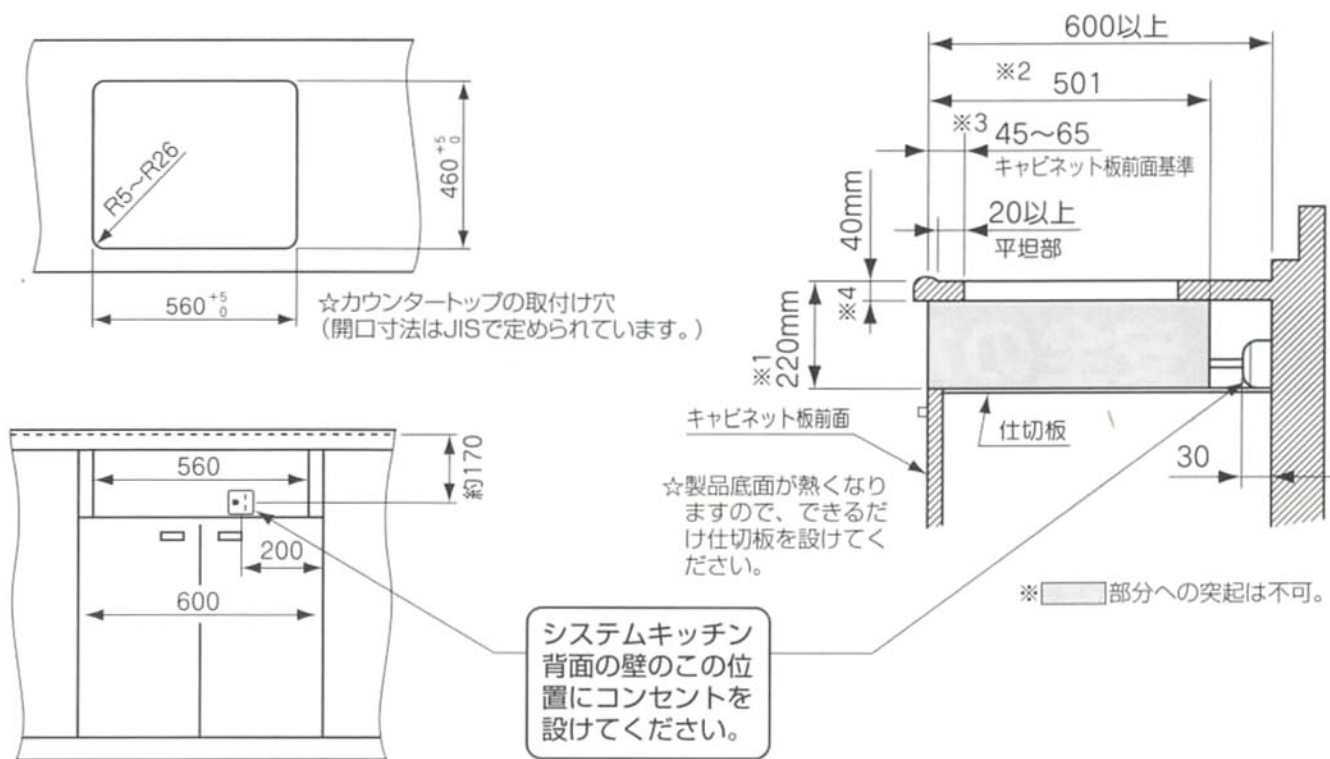 R5～R26
460 +5 0
560 +5 0
☆カウンタートップの取付け穴
（開口寸法はJISで定められています。）
600以上
※2
501
※3 45～65
キャビネット板前面基準
40mm
20以上
平坦部
※4
※1
220mm
キャビネット板前面
仕切板
30
☆製品底面が熱くなり
ますので、できるだ
け仕切板を設けてく
ださい。
※ 部分への突起は不可。
560
約170
200
600
システムキッチン
背面の壁のこの位
置にコンセントを
設けてください。